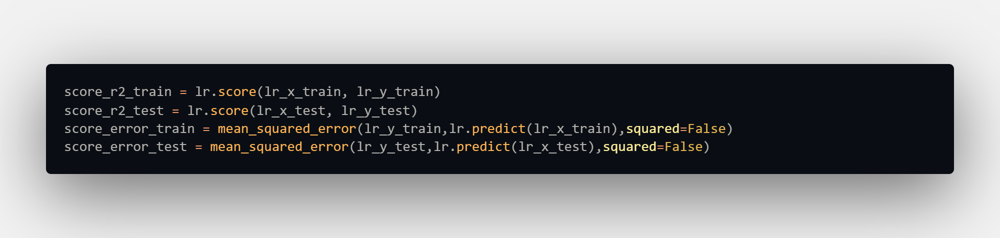 score_r2_train = lr.score(lr_x_train, lr_y_train)
score_r2_test = lr.score(lr_x_test, lr_y_test)
score_error_train = mean_squared_error(lr_y_train,lr.predict(lr_x_train),squared=False)
score_error_test = mean_squared_error(lr_y_test,lr.predict(lr_x_test),squared=False)